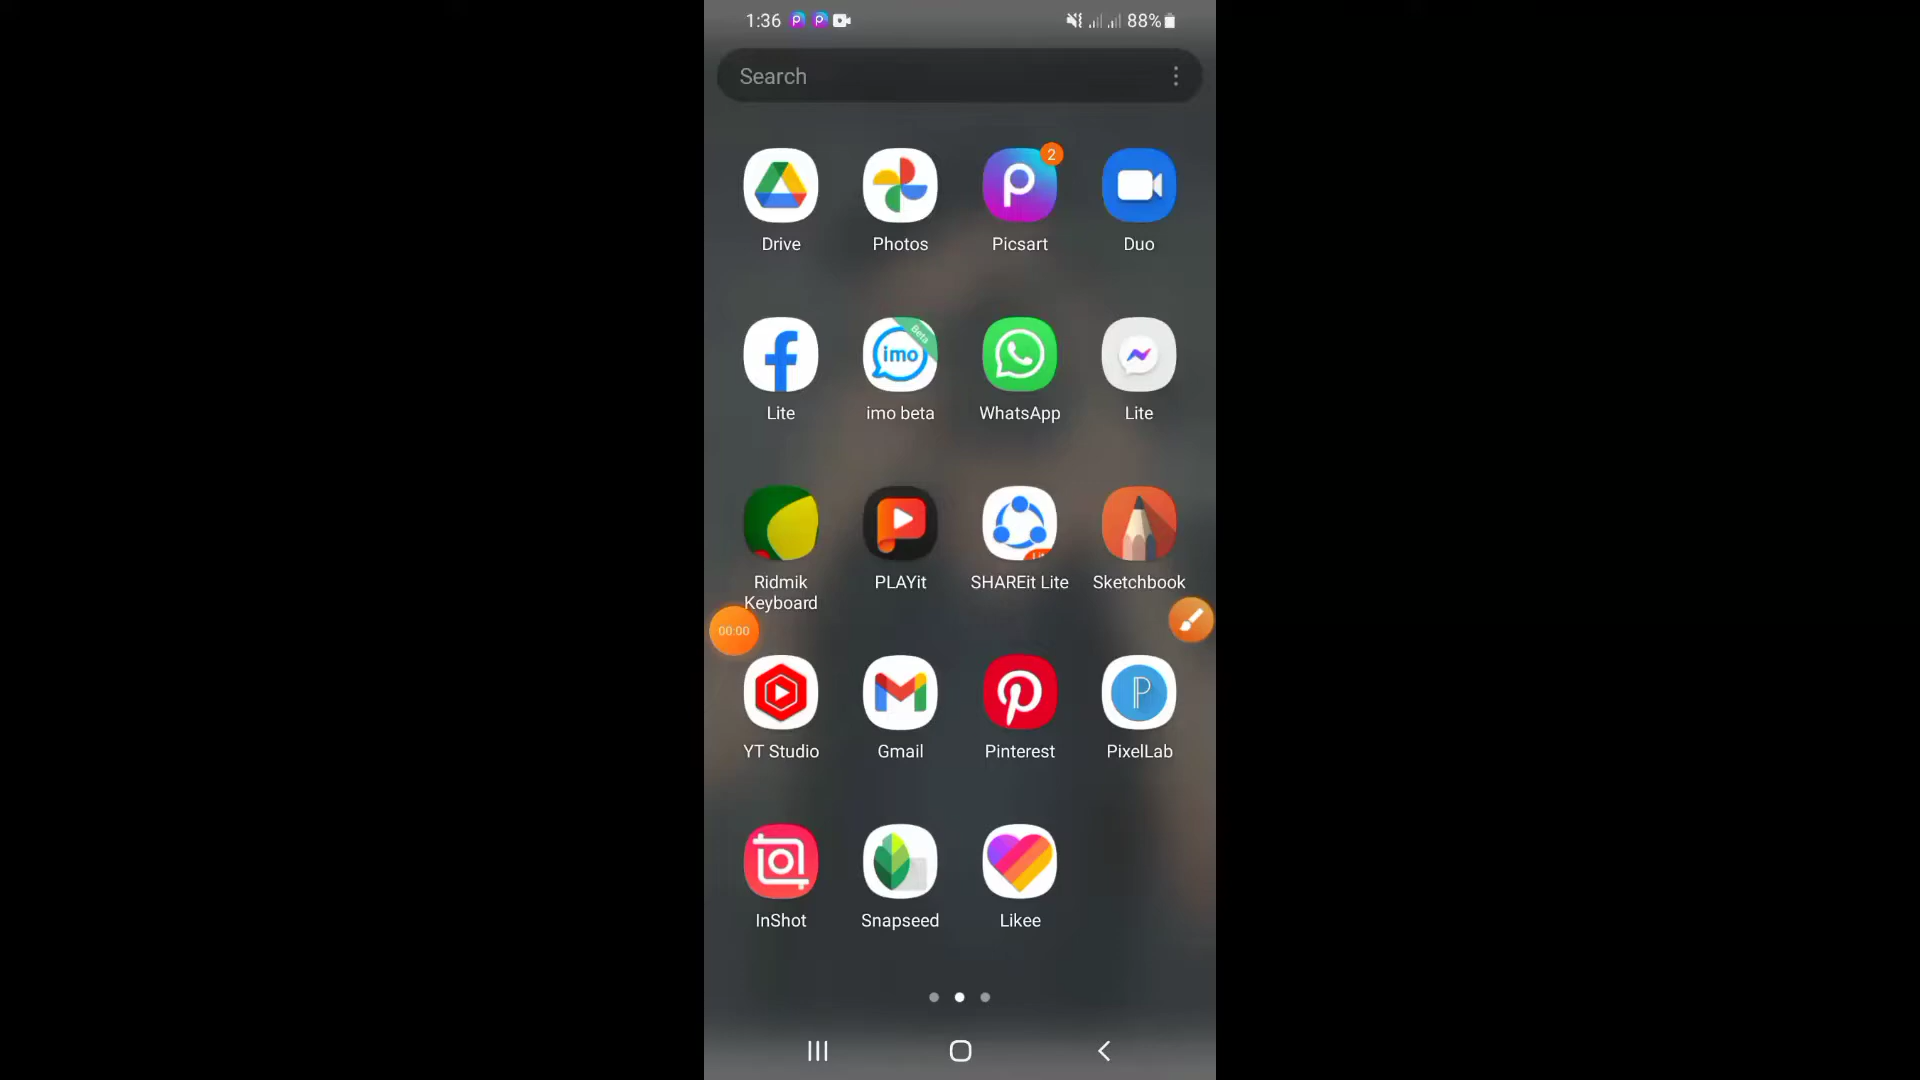 1:36
88%
Search
2
Drive
Photos
Picsart
Duo
Beta
imo
Lite
imo beta
WhatsApp
Lite
Ridmik
Keyboard
PLAYit
SHAREit Lite
Sketchbook
00:00
YT Studio
Gmail
Pinterest
PixelLab
InShot
Snapseed
Likee